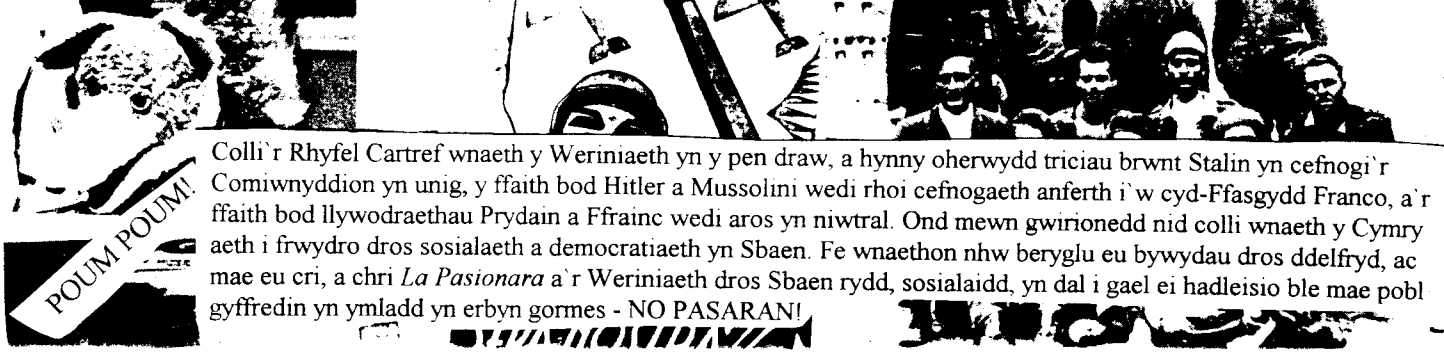 Colli`r Rhyfel Cartref wnaeth y Weriniaeth yn y pen draw, a hynny oherwydd triciau brwnt Stalin yn cefnogi`r
Comiwnyddion yn unig, y ffaith bod Hitler a Mussolini wedi rhoi cefnogaeth anferth i`w cyd-Ffasgydd Franco, a`r
ffaith bod llywodraethau Prydain a Ffrainc wedi aros yn niwtral. Ond mewn gwirionedd nid colli wnaeth y Cymry
aeth i frwydro dros sosialaeth a democratiaeth yn Sbaen. Fe wnaethon nhw beryglu eu bywydau dros ddelfryd, ac
mae eu cri, a chri La Pasionara a`r Weriniaeth dros Sbaen rydd, sosialaidd, yn dal i gael ei hadleisio ble mae pobl
gyffredin yn ymladd yn erbyn gormes - NO PASARAN!
POUM POUM!